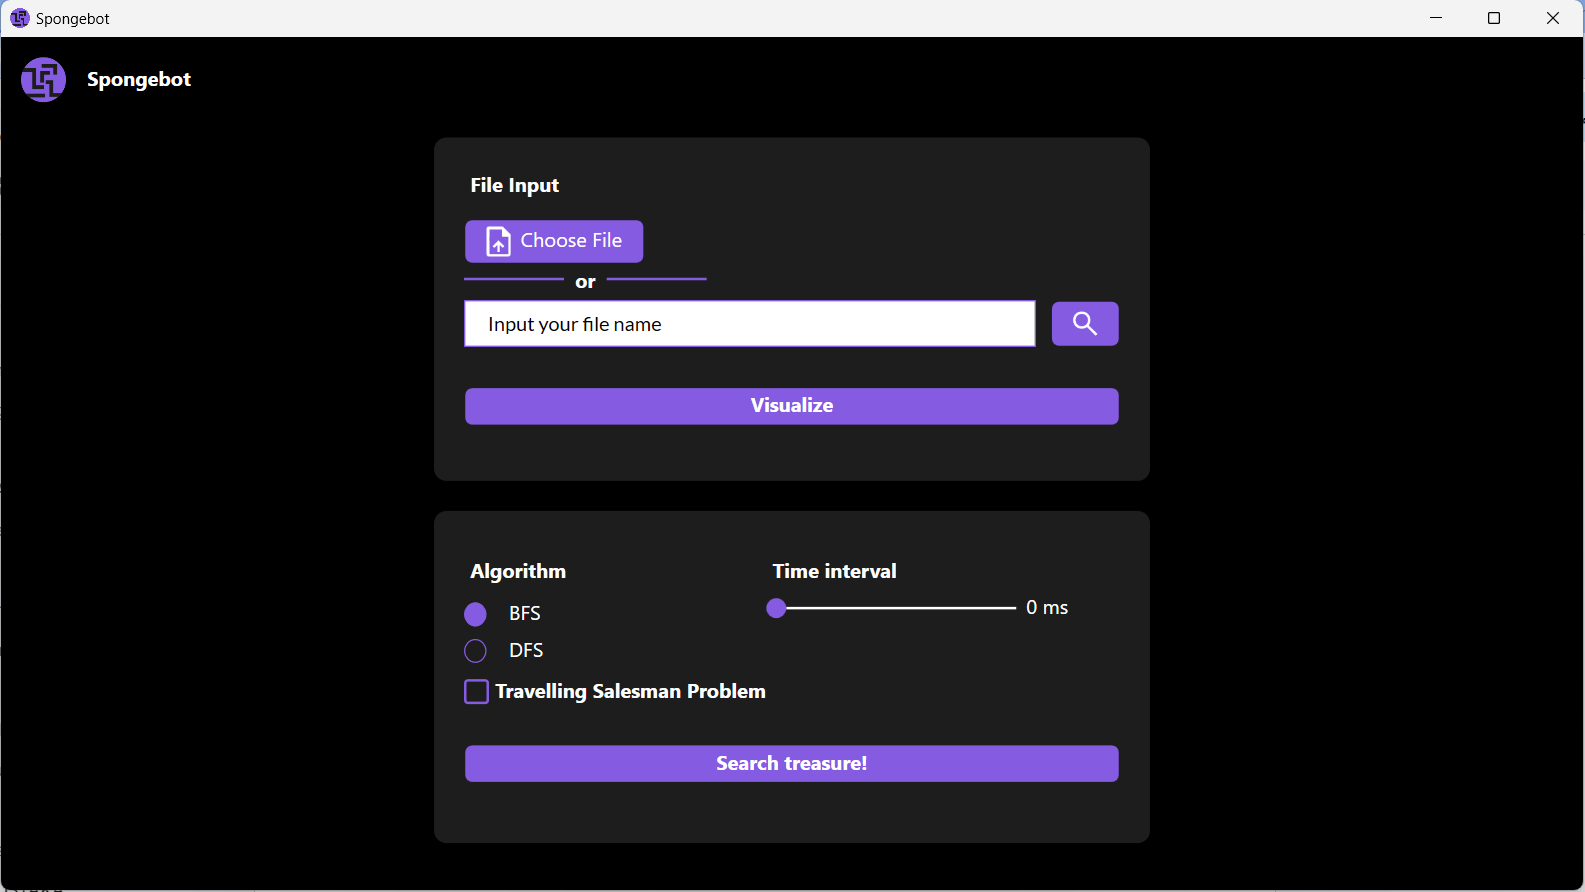 Spongebot
Spongebot
File Input
Choose File
or
Input your file name
Visualize
Algorithm
Time interval
BFS
0 ms
DFS
Travelling Salesman Problem
Search treasure!